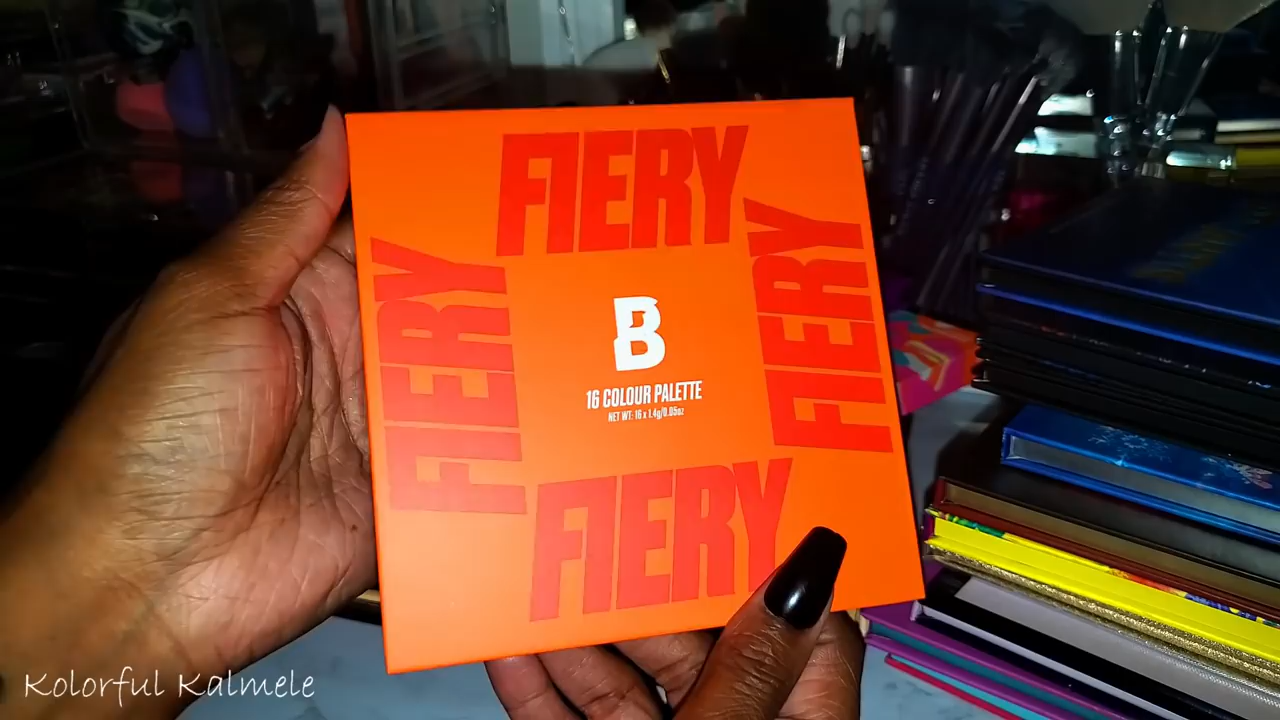 FIERY
FIERY
FIERY
B
16 COLOUR PALETTE
NET WT: 16 x 1.4g/0.05oz
FIERY
Kolorful Kalmele